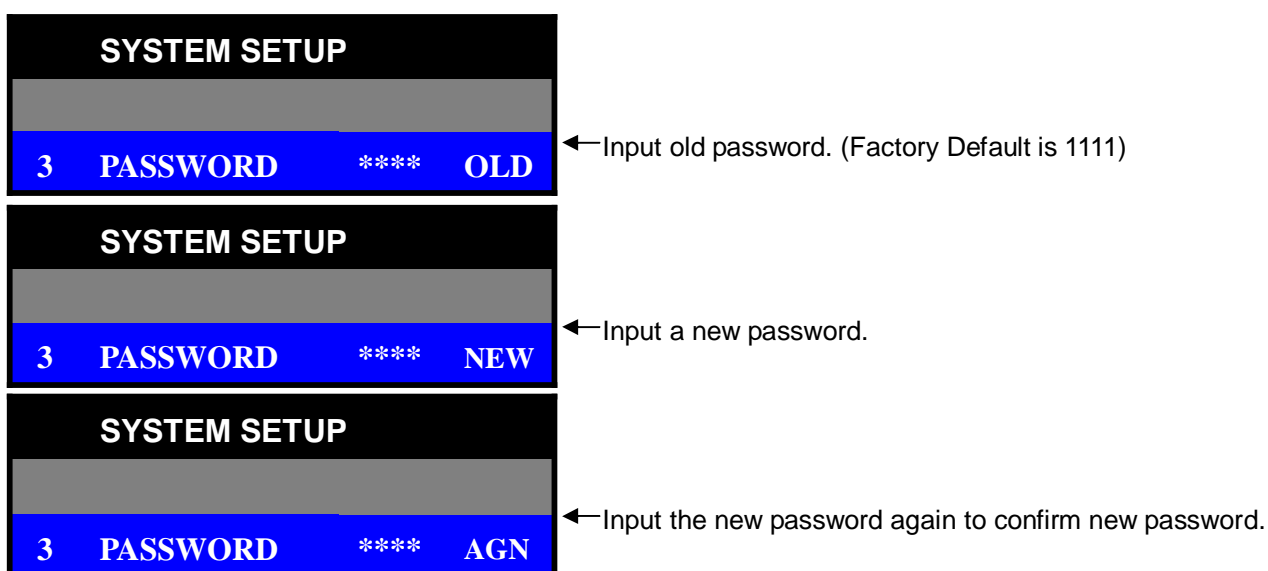 SYSTEM SETUP
3 PASSWORD **** OLD
Input old password. (Factory Default is 1111)
SYSTEM SETUP
3 PASSWORD **** NEW
Input a new password.
SYSTEM SETUP
3 PASSWORD **** AGN
Input the new password again to confirm new password.